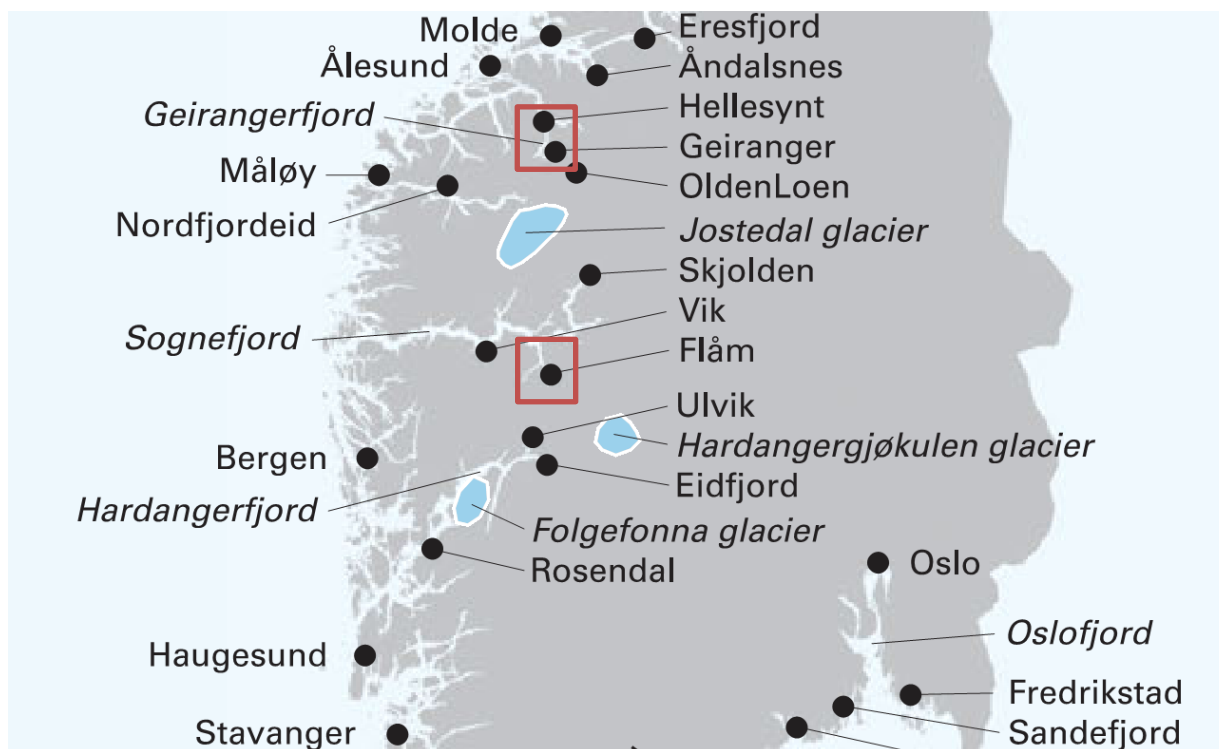 Molde
Eresfjord
Ålesund
Åndalsnes
Geirangerfjord
Hellesynt
Geiranger
Måløy
OldenLoen
Nordfjordeid
Jostedal glacier
Skjolden
Vik
Sognefjord
Flåm
Ulvik
Bergen
Hardangergjøkulen glacier
Eidfjord
Hardangerfjord
Folgefonna glacier
Rosendal
Oslo
Oslofjord
Haugesund
Fredrikstad
Stavanger
Sandefjord